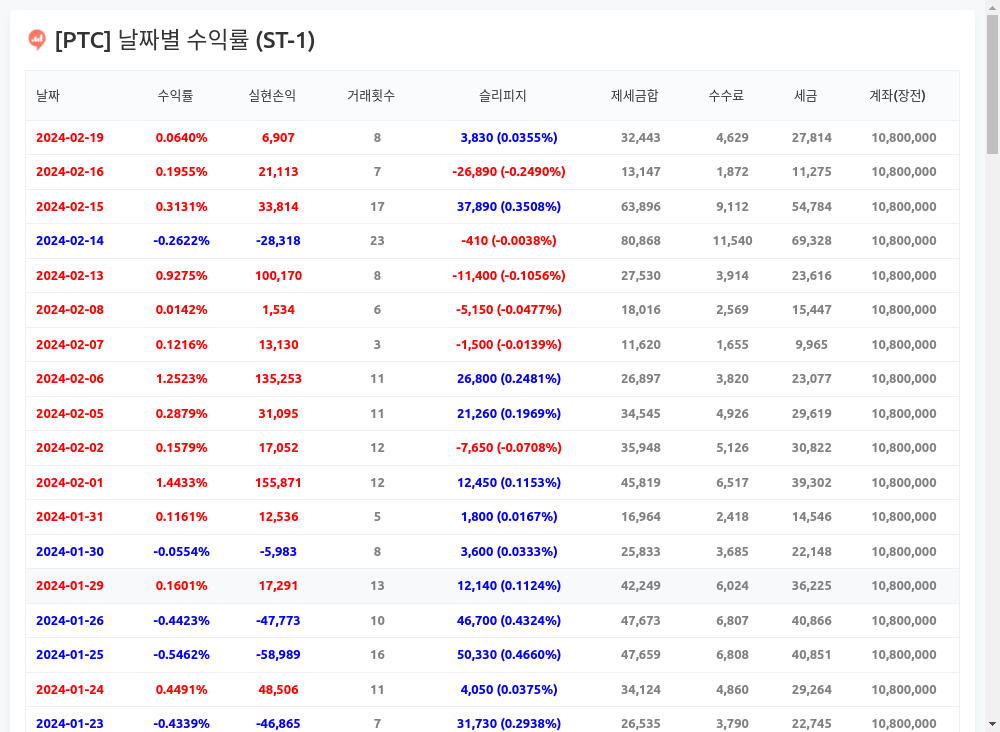 [PTC] 날짜별 수익률 (ST-1)
날짜 수익률 실현손익 거래횟수 슬리피지 제세금합 수수료 세금 계좌(장전)
2024-02-19 0.0640% 6,907 8 3,830 (0.0355%) 32,443 4,629 27,814 10,800,000
2024-02-16 0.1955% 21,113 7 -26,890 (-0.2490%) 13,147 1,872 11,275 10,800,000
2024-02-15 0.3131% 33,814 17 37,890 (0.3508%) 63,896 9,112 54,784 10,800,000
2024-02-14 -0.2622% -28,318 23 -410 (-0.0038%) 80,868 11,540 69,328 10,800,000
2024-02-13 0.9275% 100,170 8 -11,400 (-0.1056%) 27,530 3,914 23,616 10,800,000
2024-02-08 0.0142% 1,534 6 -5,150 (-0.0477%) 18,016 2,569 15,447 10,800,000
2024-02-07 0.1216% 13,130 3 -1,500 (-0.0139%) 11,620 1,655 9,965 10,800,000
2024-02-06 1.2523% 135,253 11 26,800 (0.2481%) 26,897 3,820 23,077 10,800,000
2024-02-05 0.2879% 31,095 11 21,260 (0.1969%) 34,545 4,926 29,619 10,800,000
2024-02-02 0.1579% 17,052 12 -7,650 (-0.0708%) 35,948 5,126 30,822 10,800,000
2024-02-01 1.4433% 155,871 12 12,450 (0.1153%) 45,819 6,517 39,302 10,800,000
2024-01-31 0.1161% 12,536 5 1,800 (0.0167%) 16,964 2,418 14,546 10,800,000
2024-01-30 -0.0554% -5,983 8 3,600 (0.0333%) 25,833 3,685 22,148 10,800,000
2024-01-29 0.1601% 17,291 13 12,140 (0.1124%) 42,249 6,024 36,225 10,800,000
2024-01-26 -0.4423% -47,773 10 46,700 (0.4324%) 47,673 6,807 40,866 10,800,000
2024-01-25 -0.5462% -58,989 16 50,330 (0.4660%) 47,659 6,808 40,851 10,800,000
2024-01-24 0.4491% 48,506 11 4,050 (0.0375%) 34,124 4,860 29,264 10,800,000
2024-01-23 -0.4339% -46,865 7 31,730 (0.2938%) 26,535 3,790 22,745 10,800,000